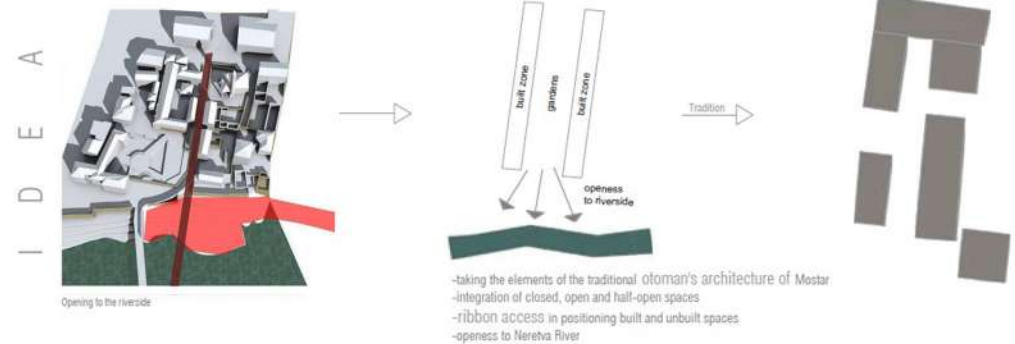 IDEA
Opening to the riverside
built zone
gardens
built zone
openess
to riverside
Tradition
-taking the elements of the traditional otoman's architecture of Mostar
-integration of closed, open and half-open spaces
-ribbon access in positioning built and unbuilt spaces
-openess to Neretva River